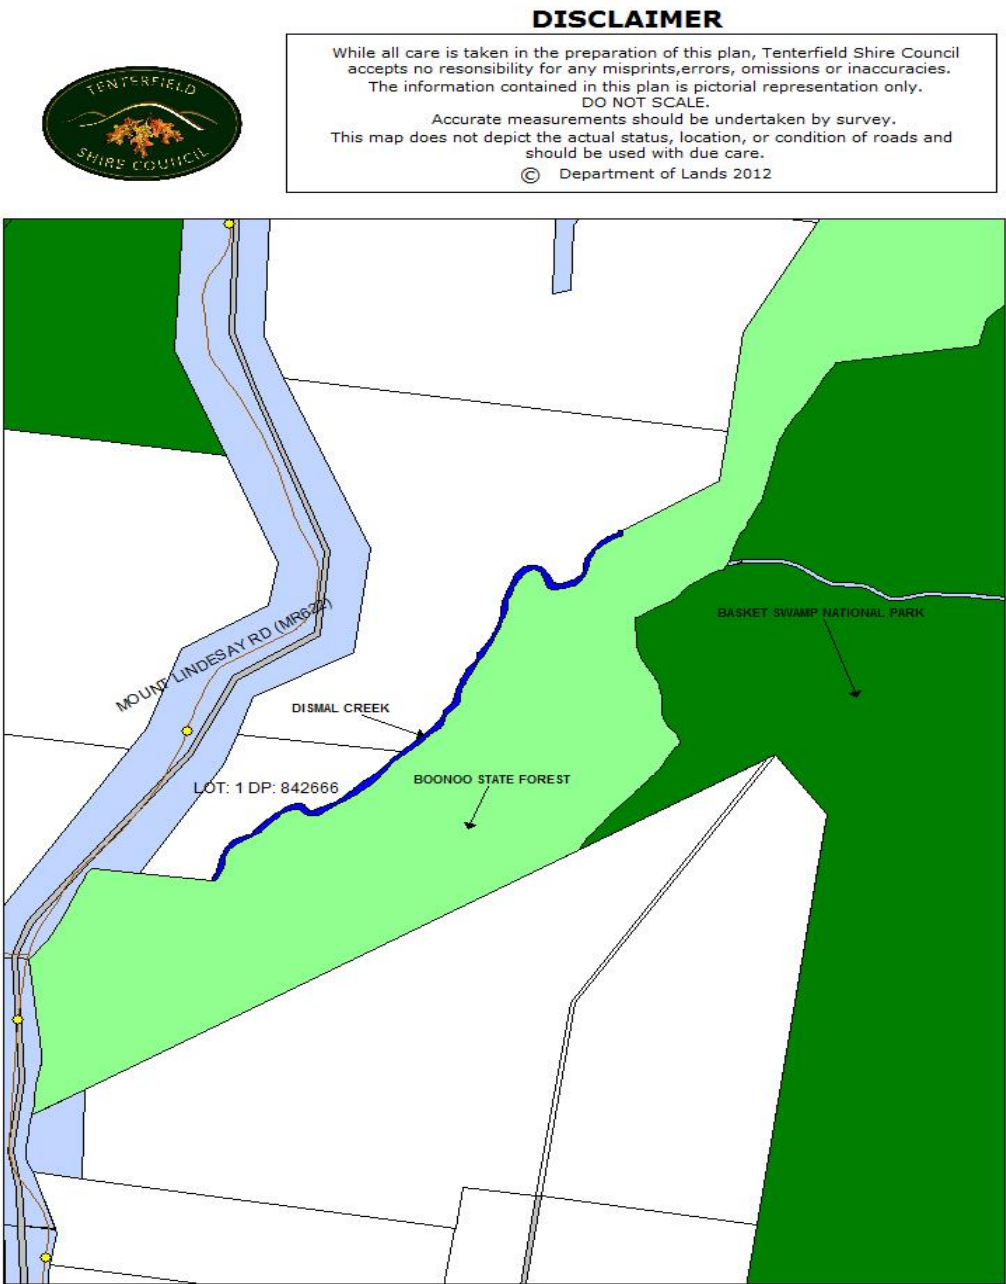 DISCLAIMER
TENTERFIELD
SHIRE COUNCIL
While all care is taken in the preparation of this plan, Tenterfield Shire Council
accepts no resonsibility for any misprints,errors, omissions or inaccuracies.
The information contained in this plan is pictorial representation only.
DO NOT SCALE.
Accurate measurements should be undertaken by survey.
This map does not depict the actual status, location, or condition of roads and
should be used with due care.
© Department of Lands 2012
MOUNT LINDESAY RD (MR622)
BASKET SWAMP NATIONAL PARK
DISMAL CREEK
BOONOO STATE FOREST
LOT: 1 DP: 842666